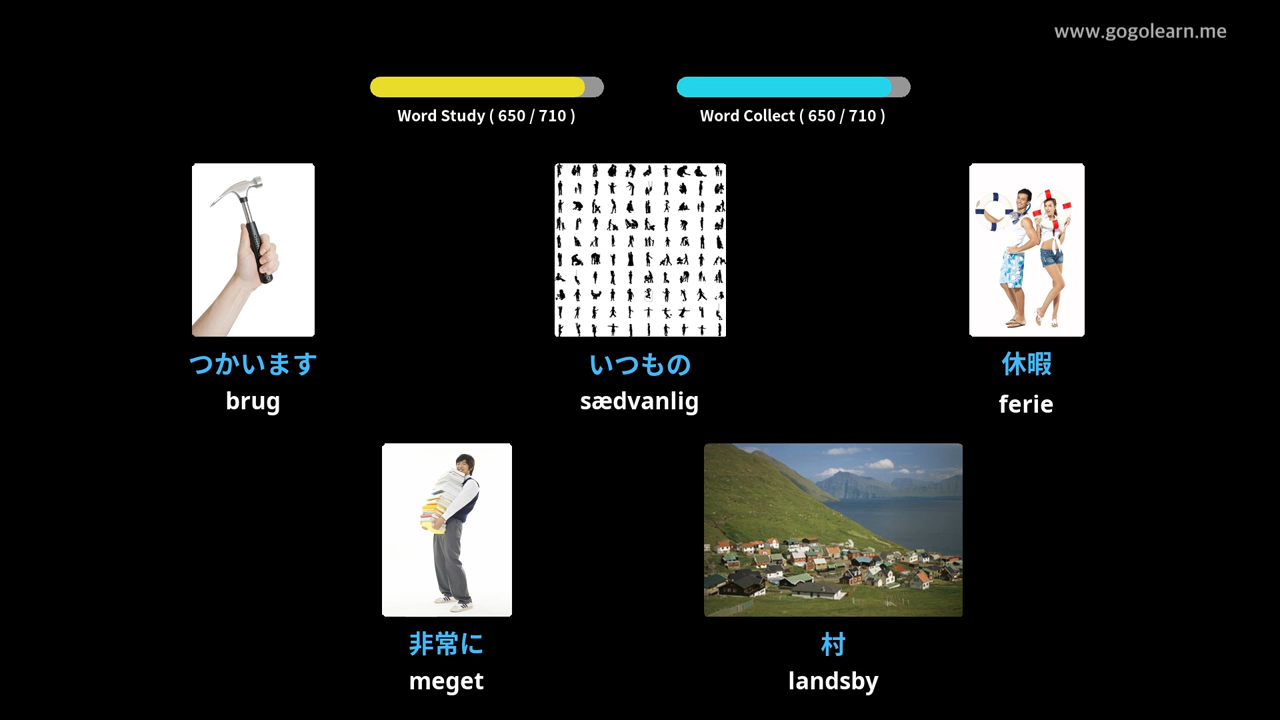 www.gogolearn.me
Word Study ( 650 / 710 )
Word Collect ( 650 / 710 )
つかいます
brug
いつもの
sædvanlig
休暇
ferie
非常に
meget
村
landsby